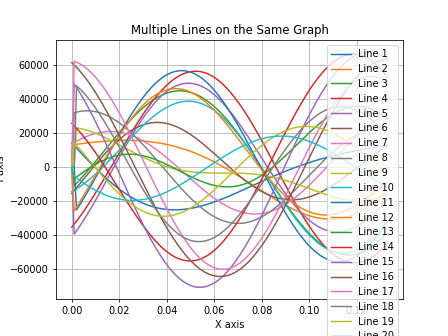 Multiple Lines on the Same Graph
60000
40000
20000
0
−20000
−40000
−60000
0.00
0.02
0.04
0.06
0.08
0.10
X axis
Line 1
Line 2
Line 3
Line 4
Line 5
Line 6
Line 7
Line 8
Line 9
Line 10
Line 11
Line 12
Line 13
Line 14
Line 15
Line 16
Line 17
Line 18
Line 19
Line 20